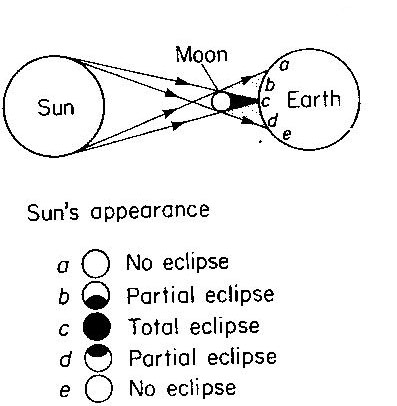 Moon
Sun
a
b
c
d
e
Earth
Sun's appearance
a No eclipse
b Partial eclipse
c Total eclipse
d Partial eclipse
e No eclipse